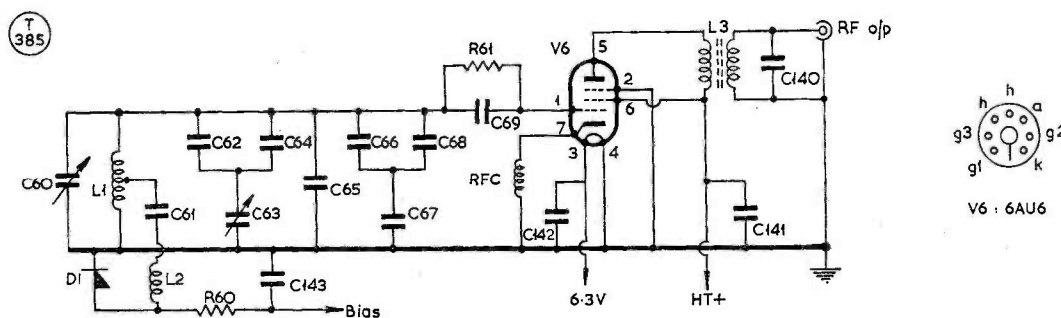 T
385
R61
V6
5
L3
RF o/p
2
6
1
7
3
4
C69
C140
C62
C64
C66
C68
C60
L1
C61
C63
C65
C67
RFC
C142
C141
D1
L2
R60
C143
Bias
6·3V
HT+
h
h
a
g3
g2
g1
k
V6 : 6AU6